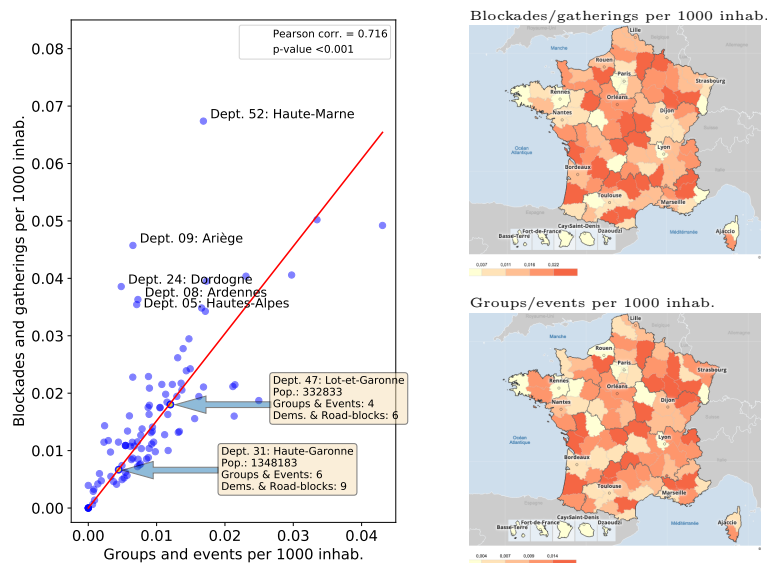 Pearson corr. = 0.716
p-value <0.001
0.08
0.07
0.06
0.05
0.04
0.03
0.02
0.01
0.00
Blockades and gatherings per 1000 inhab.
Dept. 52: Haute-Marne
Dept. 09: Ariège
Dept. 24: Dordogne
Dept. 08: Ardennes
Dept. 05: Hautes-Alpes
Dept. 47: Lot-et-Garonne
Pop.: 332833
Groups & Events: 4
Dems. & Road-blocks: 6
Dept. 31: Haute-Garonne
Pop.: 1348183
Groups & Events: 6
Dems. & Road-blocks: 9
0.00 0.01 0.02 0.03 0.04
Groups and events per 1000 inhab.
Blockades/gatherings per 1000 inhab.
Lille
Manche
Rouen
Paris
Strasbourg
Rennes
Orléans
Nantes
Dijon
Océan
Atlantique
Lyon
Bordeaux
Toulouse
Marseille
Cayenne
Saint-Denis
Fort-de-France
Basse-Terre
Dzaoudzi
Méditerranée
Ajaccio
0,007 0,011 0,016 0,022
Groups/events per 1000 inhab.
Lille
Manche
Rouen
Paris
Strasbourg
Rennes
Orléans
Nantes
Dijon
Océan
Atlantique
Lyon
Bordeaux
Toulouse
Marseille
Saint-Denis
Fort-de-France
Basse-Terre
Dzaoudzi
Méditerranée
Ajaccio
0,004 0,007 0,009 0,014